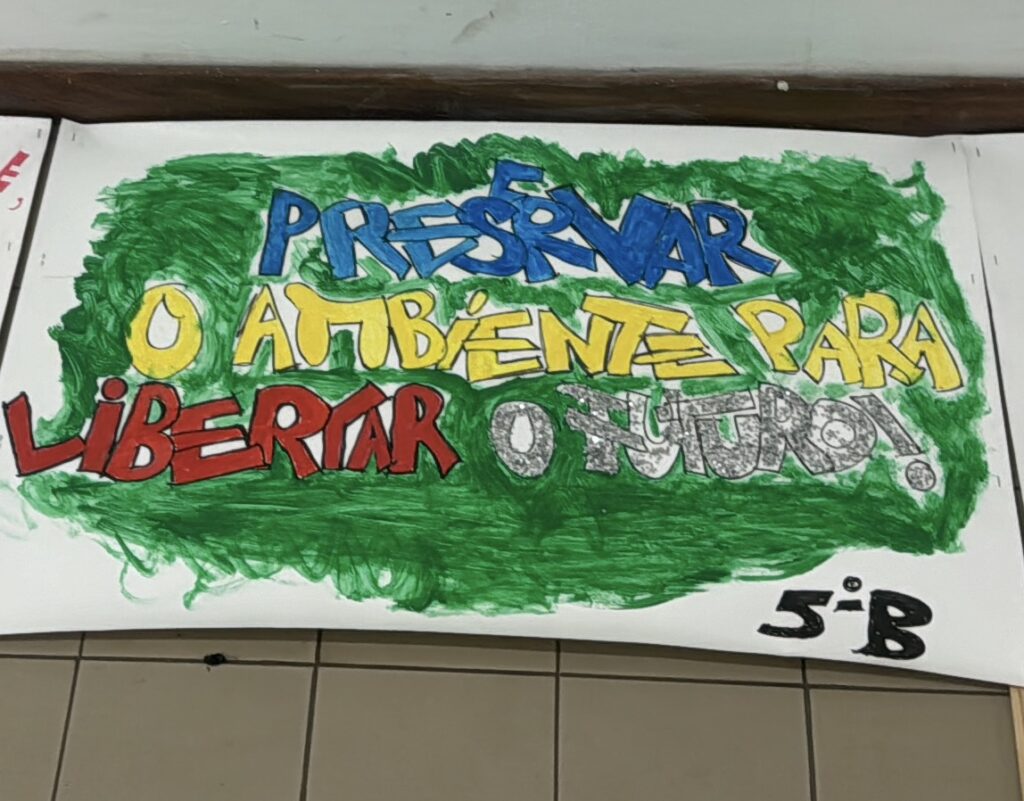 PRESERVAR
O AMBIENTE PARA
LIBERTAR O FUTURO!
5º B